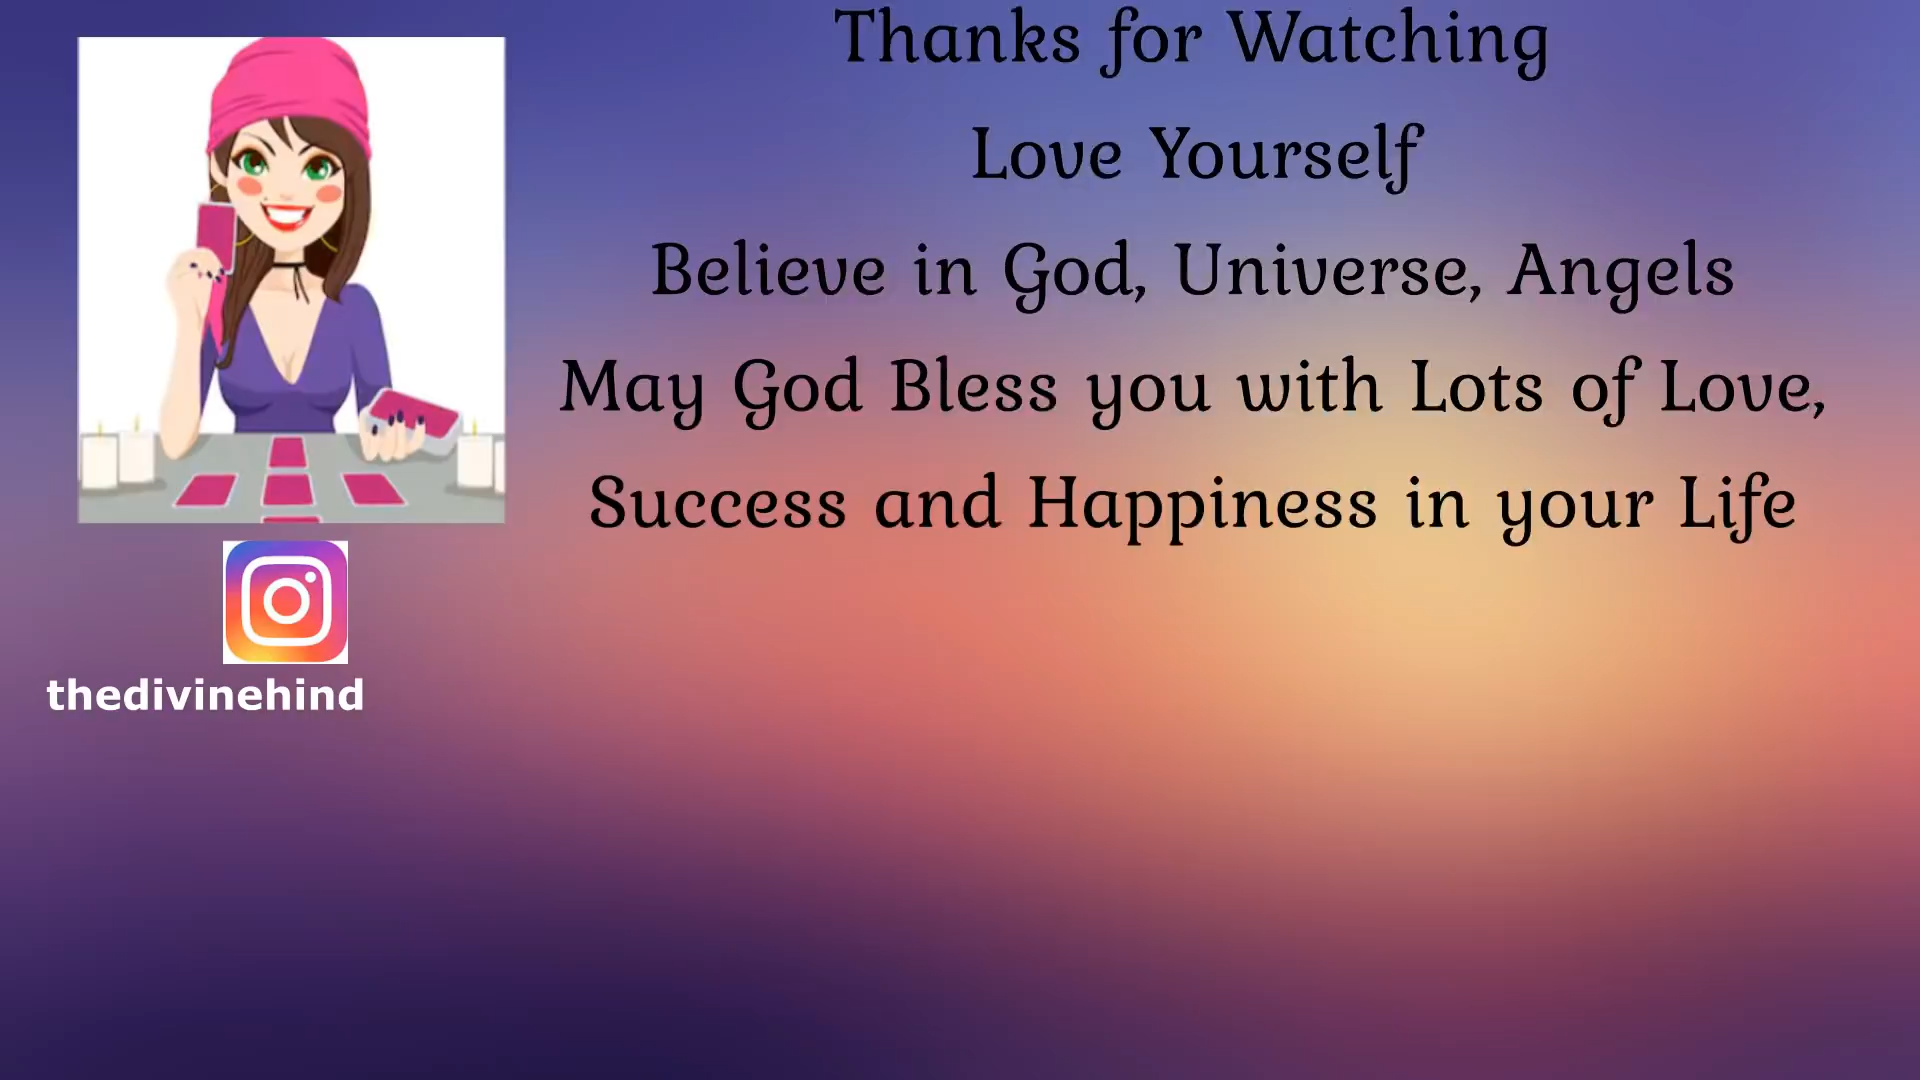 Thanks for Watching
Love Yourself
Believe in God, Universe, Angels
May God Bless you with Lots of Love,
Success and Happiness in your Life
thedivinehind